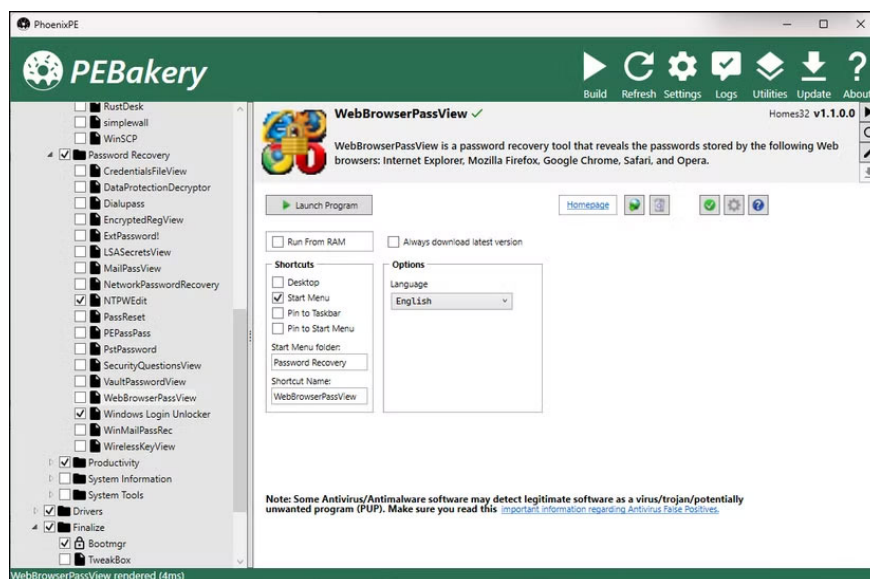 PhoenixPE
PEBakery
Build Refresh Settings Logs Utilities Update About
RustDesk
simplewall
WinSCP
Password Recovery
CredentialsFileView
DataProtectionDecryptor
Dialupass
EncryptedRegView
ExtPassword!
LSASecretsView
MailPassView
NetworkPasswordRecovery
NTPWEdit
PassReset
PEPassPass
PstPassword
SecurityQuestionsView
VaultPasswordView
WebBrowserPassView
Windows Login Unlocker
WinMailPassRec
WirelessKeyView
Productivity
System Information
System Tools
Drivers
Finalize
Bootmgr
TweakBox
WebBrowserPassView
Homes32 v1.1.0.0
WebBrowserPassView is a password recovery tool that reveals the passwords stored by the following Web
browsers: Internet Explorer, Mozilla Firefox, Google Chrome, Safari, and Opera.
Launch Program
Homepage
Run From RAM
Always download latest version
Shortcuts
Desktop
Start Menu
Pin to Taskbar
Pin to Start Menu
Start Menu folder:
Password Recovery
Shortcut Name:
WebBrowserPassView
Options
Language
English
Note: Some Antivirus/Antimalware software may detect legitimate software as a virus/trojan/potentially
unwanted program (PUP). Make sure you read this important information regarding Antivirus False Positives.
WebBrowserPassView rendered (4ms)